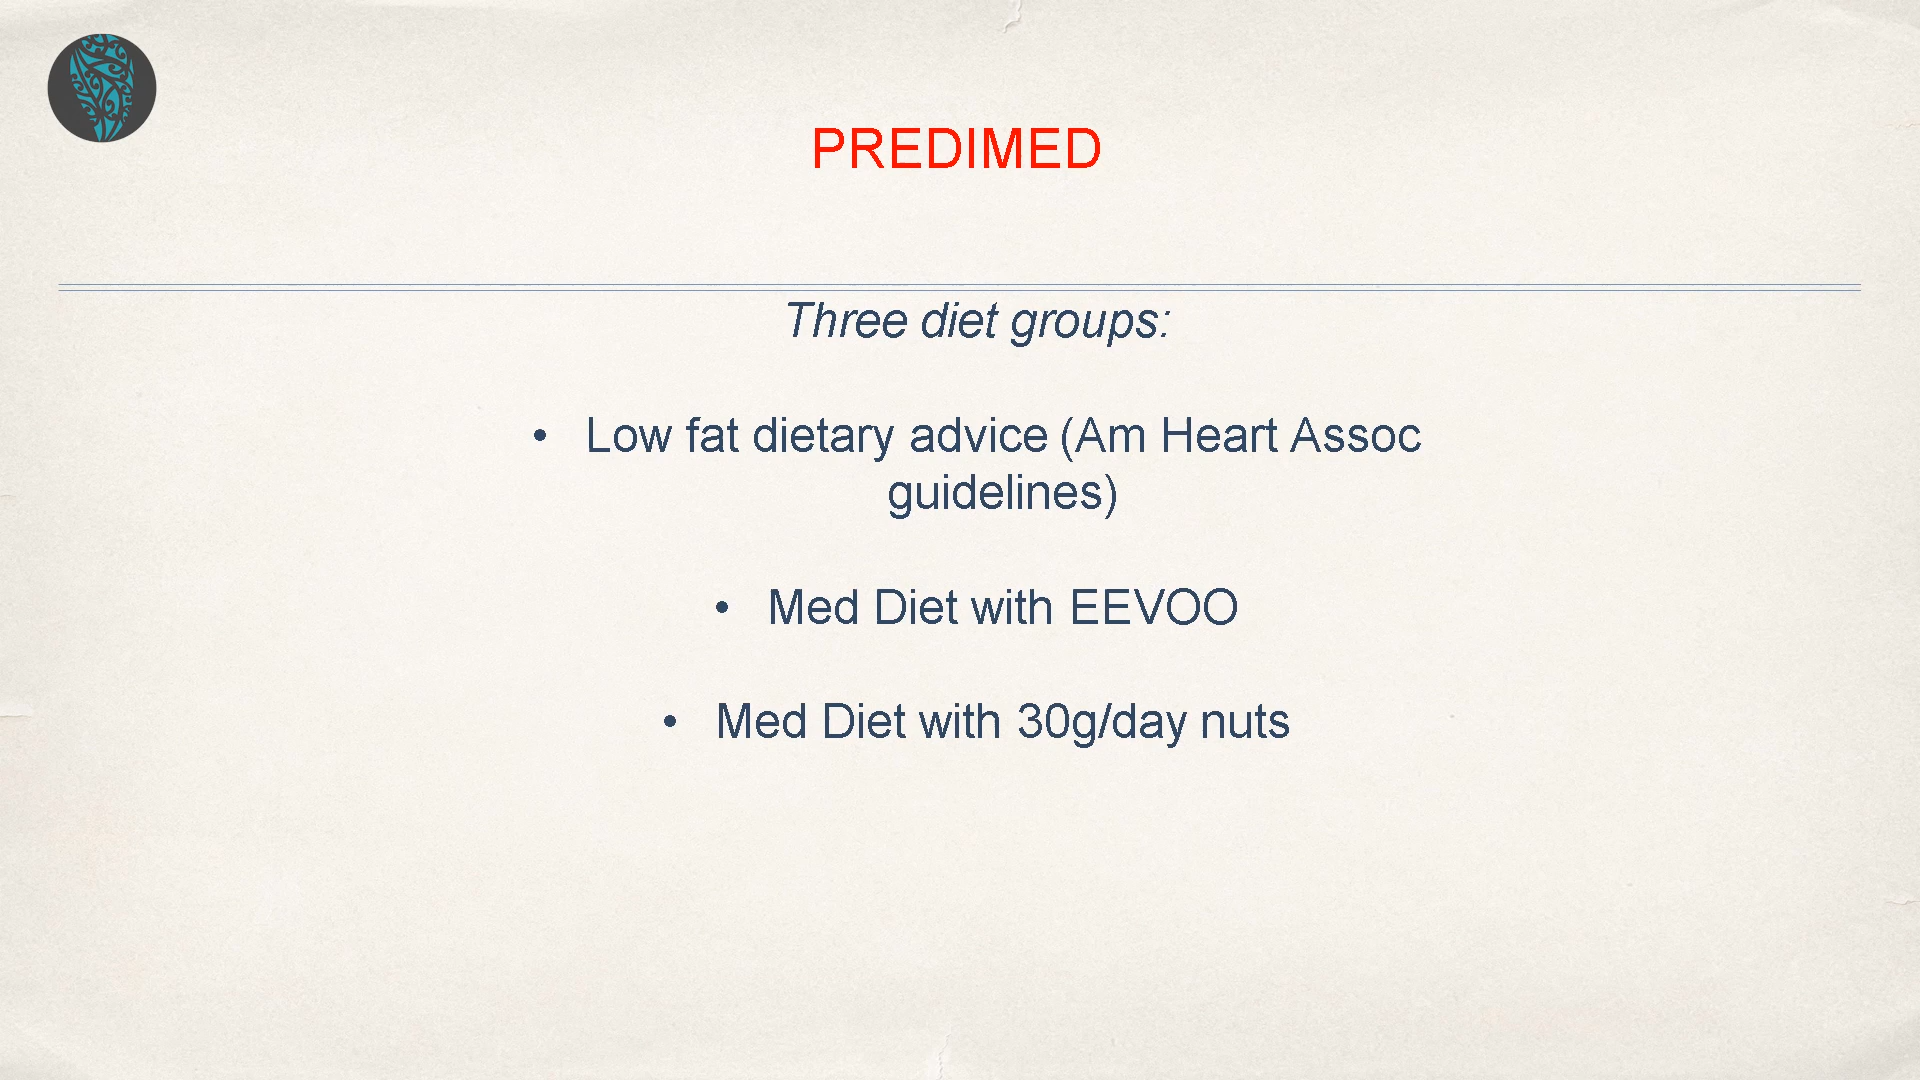 PREDIMED
Three diet groups:
• Low fat dietary advice (Am Heart Assoc
guidelines)
• Med Diet with EEVOO
• Med Diet with 30g/day nuts